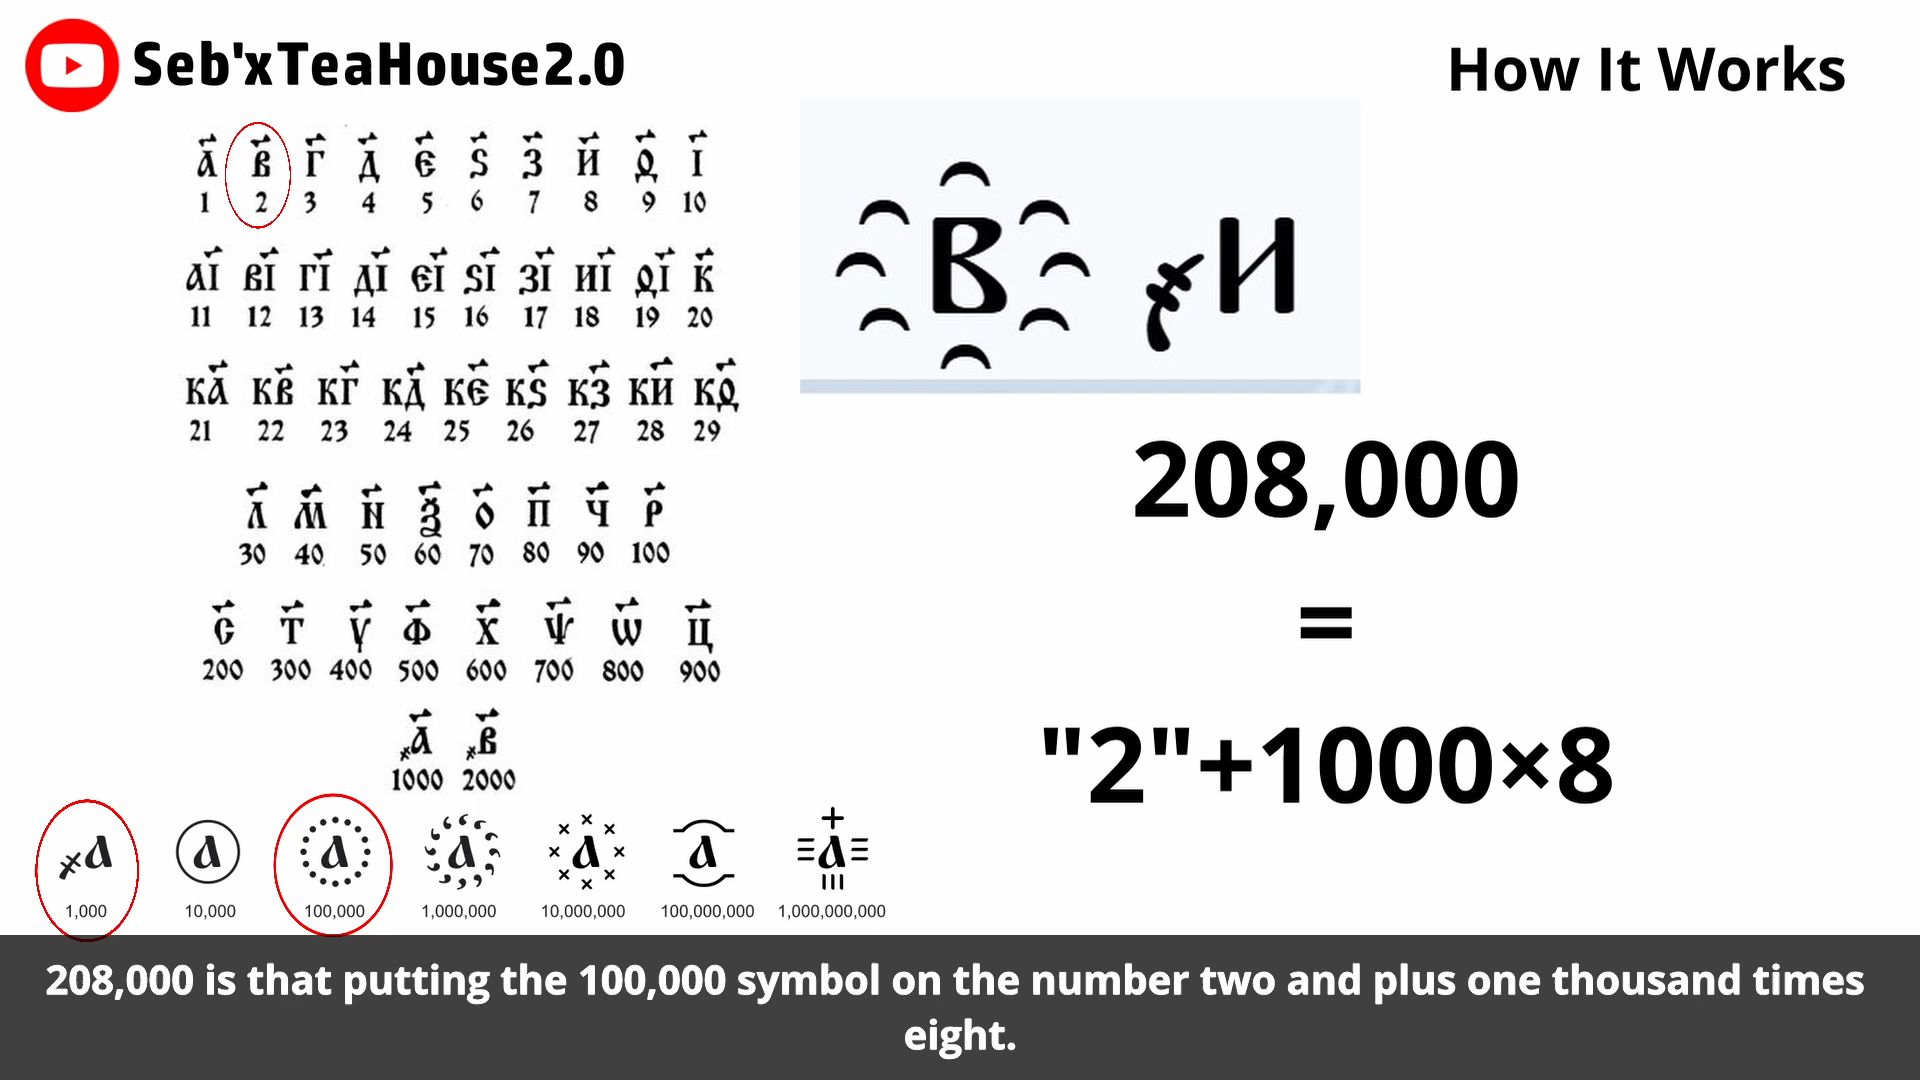 Seb'xTeaHouse2.0
How It Works
А҃ В҃ Г҃ Д҃ Є҃ Ѕ҃ З҃ И҃ Ѳ҃ І҃
1 2 3 4 5 6 7 8 9 10
АІ҃ ВІ҃ ГІ҃ ДІ҃ ЄІ҃ ЅІ҃ ЗІ҃ ИІ҃ ѲІ҃ К҃
11 12 13 14 15 16 17 18 19 20
КА҃ КВ҃ КГ҃ КД҃ КЄ҃ КЅ҃ КЗ҃ КИ҃ КѲ҃
21 22 23 24 25 26 27 28 29
Л҃ М҃ Н҃ Ѯ҃ О҃ П҃ Ч҃ Р҃
30 40 50 60 70 80 90 100
С҃ Т҃ Ѵ҃ Ф҃ Х҃ Ѱ҃ Ѡ҃ Ц҃
200 300 400 500 600 700 800 900
҂А҃ ҂В҃
1000 2000
҂а а⃝ а҈ а҉ а꙰ а꙱ а꙲
1,000 10,000 100,000 1,000,000 10,000,000 100,000,000 1,000,000,000
В҈ ҂И
208,000
=
"2"+1000×8
208,000 is that putting the 100,000 symbol on the number two and plus one thousand times
eight.